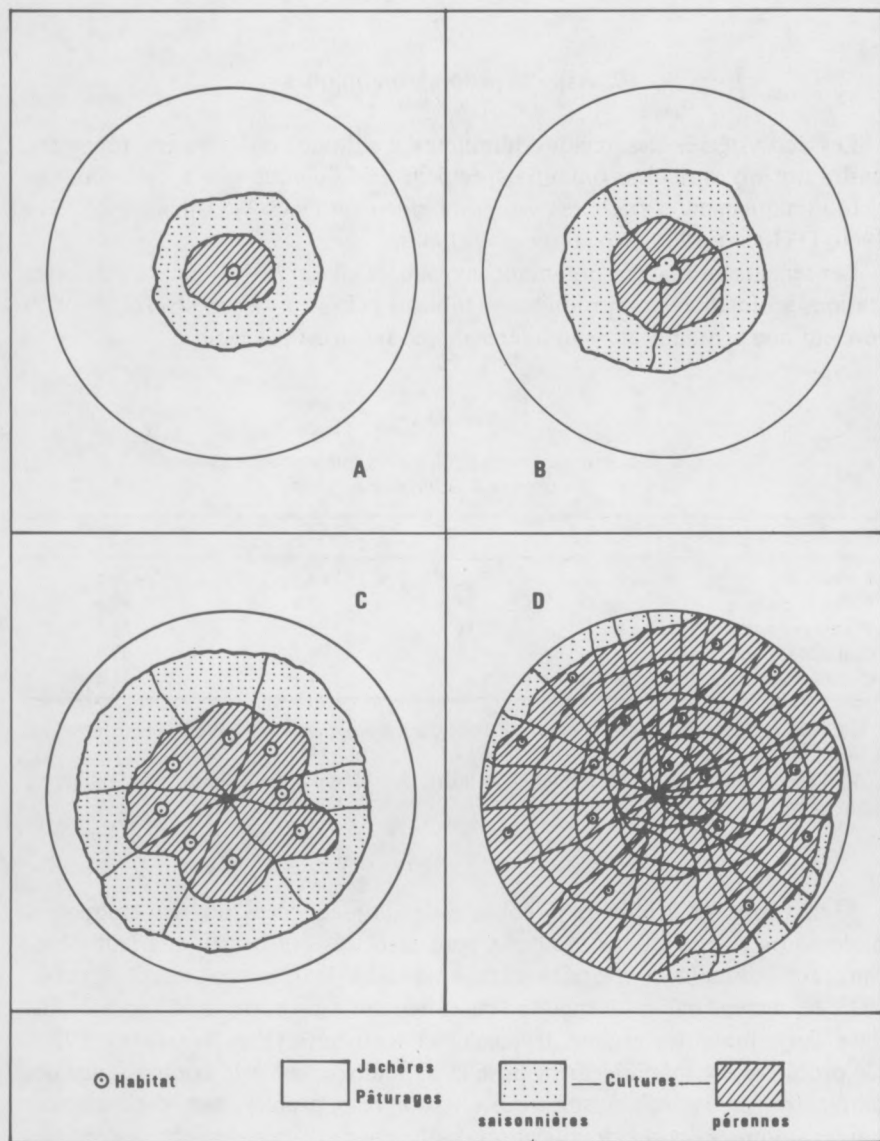 A
B
C
D
Habitat
Jachères
Pâturages
Cultures
saisonnières
pérennes